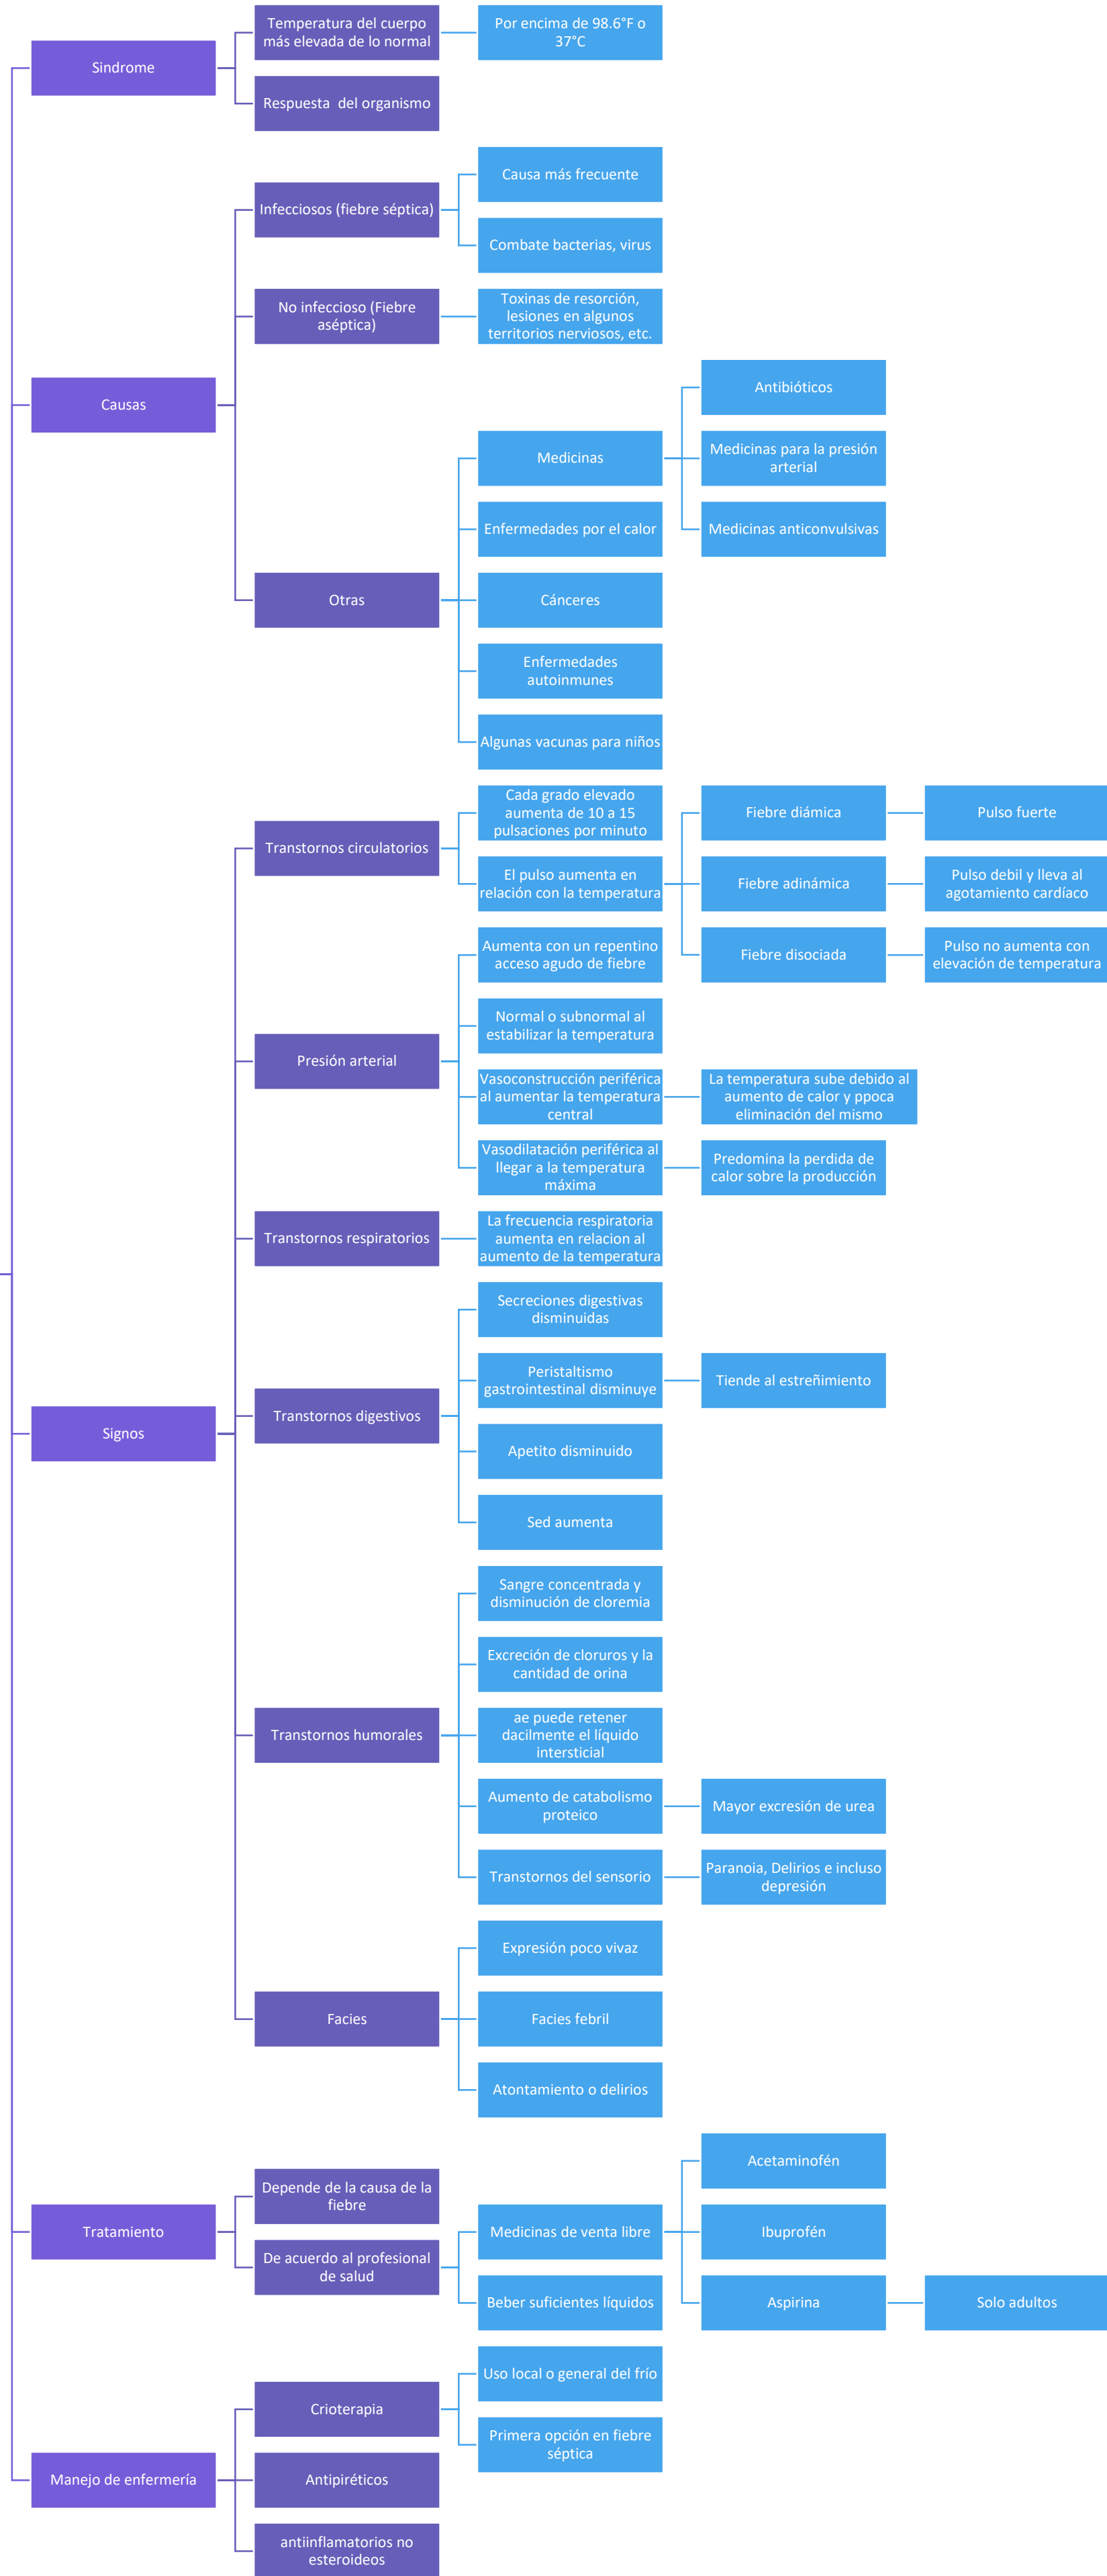 Sindrome
Temperatura del cuerpo
más elevada de lo normal
Por encima de 98.6°F o
37°C
Respuesta  del organismo
Causas
Infecciosos (fiebre séptica)
Causa más frecuente
Combate bacterias, virus
No infeccioso (Fiebre
aséptica)
Toxinas de resorción,
lesiones en algunos
territorios nerviosos, etc.
Otras
Medicinas
Antibióticos
Medicinas para la presión
arterial
Medicinas anticonvulsivas
Enfermedades por el calor
Cánceres
Enfermedades
autoinmunes
Algunas vacunas para niños
Signos
Transtornos circulatorios
Cada grado elevado
aumenta de 10 a 15
pulsaciones por minuto
El pulso aumenta en
relación con la temperatura
Fiebre diámica
Pulso fuerte
Fiebre adinámica
Pulso debil y lleva al
agotamiento cardíaco
Fiebre disociada
Pulso no aumenta con
elevación de temperatura
Presión arterial
Aumenta con un repentino
acceso agudo de fiebre
Normal o subnormal al
estabilizar la temperatura
Vasoconstrucción periférica
al aumentar la temperatura
central
La temperatura sube debido al
aumento de calor y ppoca
eliminación del mismo
Vasodilatación periférica al
llegar a la temperatura
máxima
Predomina la perdida de
calor sobre la producción
Transtornos respiratorios
La frecuencia respiratoria
aumenta en relacion al
aumento de la temperatura
Transtornos digestivos
Secreciones digestivas
disminuidas
Peristaltismo
gastrointestinal disminuye
Tiende al estreñimiento
Apetito disminuido
Sed aumenta
Transtornos humorales
Sangre concentrada y
disminución de cloremia
Excreción de cloruros y la
cantidad de orina
ae puede retener
dacilmente el líquido
intersticial
Aumento de catabolismo
proteico
Mayor excresión de urea
Transtornos del sensorio
Paranoia, Delirios e incluso
depresión
Facies
Expresión poco vivaz
Facies febril
Atontamiento o delirios
Tratamiento
Depende de la causa de la
fiebre
De acuerdo al profesional
de salud
Medicinas de venta libre
Acetaminofén
Ibuprofén
Aspirina
Solo adultos
Beber suficientes líquidos
Manejo de enfermería
Crioterapia
Uso local o general del frío
Primera opción en fiebre
séptica
Antipiréticos
antiinflamatorios no
esteroideos